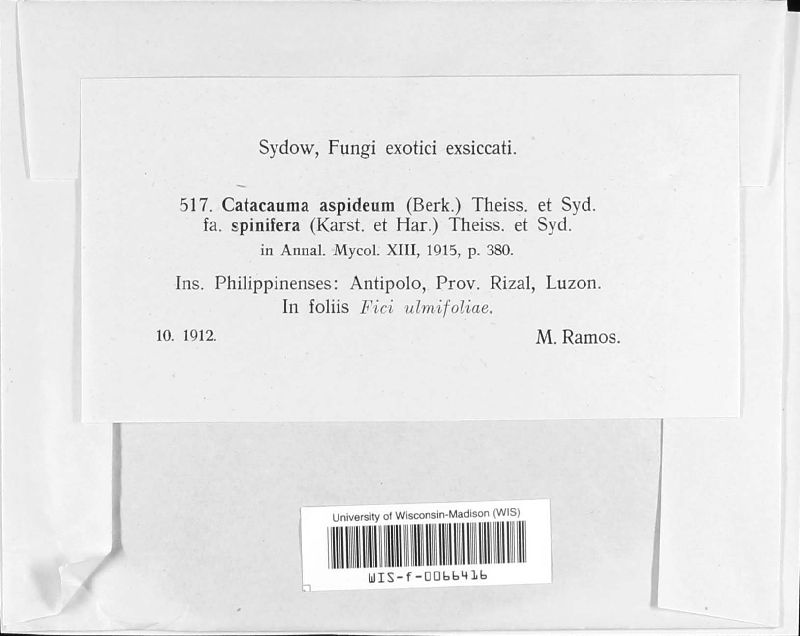 Sydow, Fungi exotici exsiccati.
517. Catacauma aspideum (Berk.) Theiss. et Syd.
fa. spinifera (Karst. et Har.) Theiss. et Syd.
in Annal. Mycol. XIII, 1915, p. 380.
Ins. Philippinenses: Antipolo, Prov. Rizal, Luzon.
In foliis Fici ulmifoliae.
10. 1912. M. Ramos.
University of Wisconsin-Madison (WIS)
WIS-f-0066416